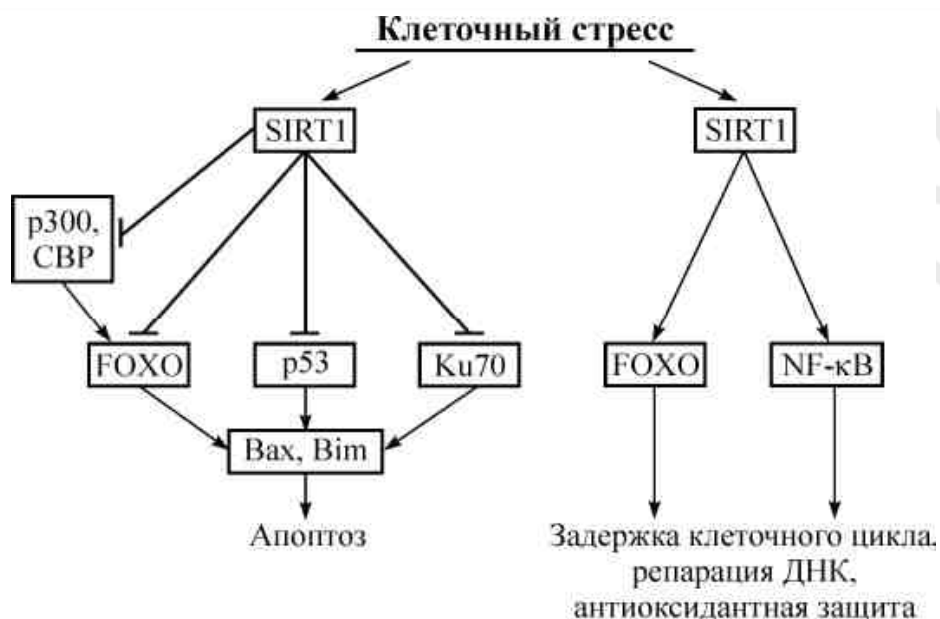 Клеточный стресс
SIRT1
SIRT1
p300,
CBP
FOXO
p53
Ku70
FOXO
NF-κB
Bax, Bim
Апоптоз
Задержка клеточного цикла,
репарация ДНК,
антиоксидантная защита